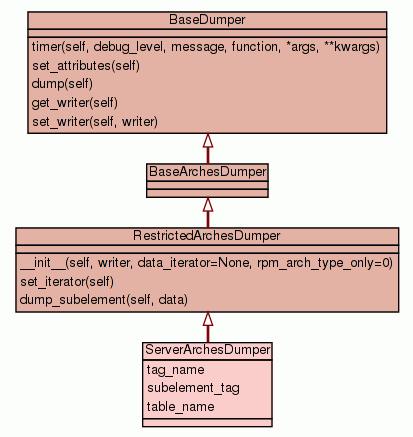 BaseDumper
timer(self, debug_level, message, function, *args, **kwargs)
set_attributes(self)
dump(self)
get_writer(self)
set_writer(self, writer)
BaseArchesDumper
RestrictedArchesDumper
__init__(self, writer, data_iterator=None, rpm_arch_type_only=0)
set_iterator(self)
dump_subelement(self, data)
ServerArchesDumper
tag_name
subelement_tag
table_name